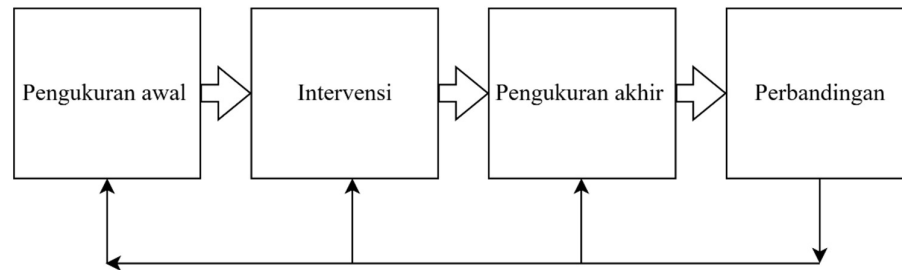 Pengukuran awal
Intervensi
Pengukuran akhir
Perbandingan